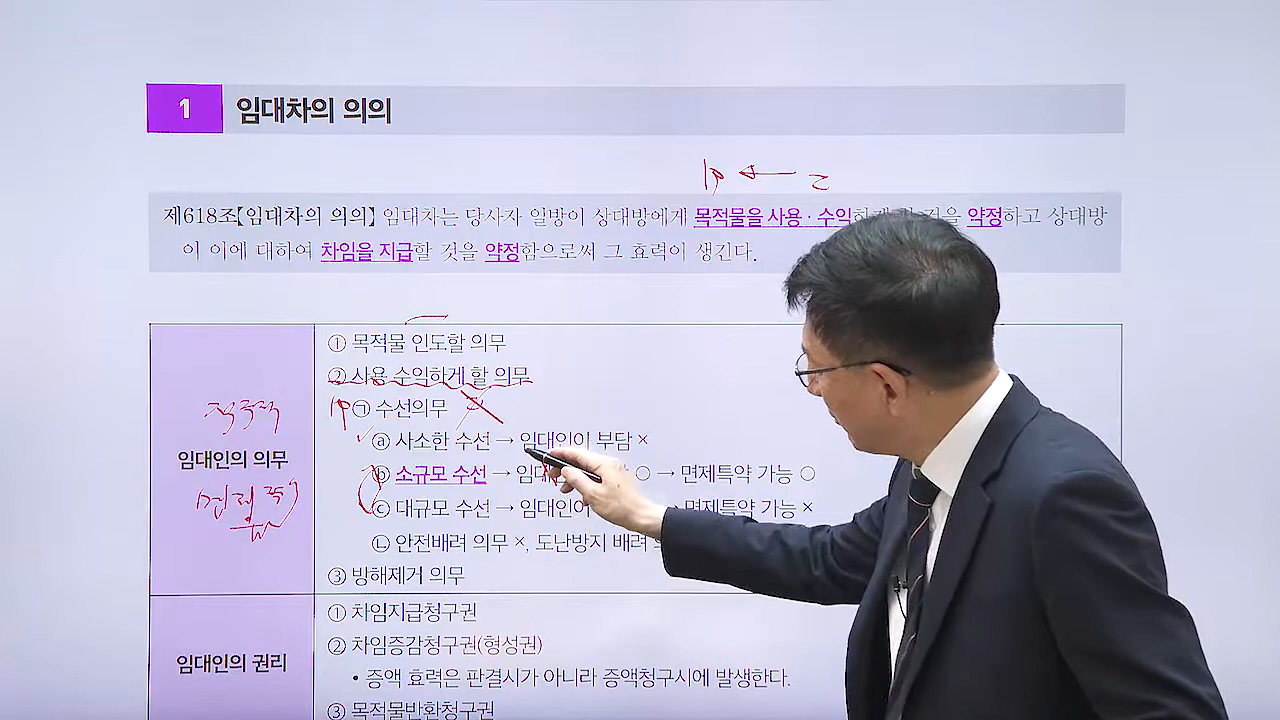 1 임대차의 의의
제618조【임대차의 의의】 임대차는 당사자 일방이 상대방에게 목적물을 사용·수익하게 할 것을 약정하고 상대방
이 이에 대하여 차임을 지급할 것을 약정함으로써 그 효력이 생긴다.
임대인의 의무
① 목적물 인도할 의무
② 사용·수익하게 할 의무
㉠ 수선의무
ⓐ 사소한 수선 → 임대인이 부담 ×
ⓑ 소규모 수선 → 임대 ○ → 면제특약 가능 ○
ⓒ 대규모 수선 → 임대인이 면제특약 가능 ×
㉡ 안전배려 의무 ×, 도난방지 배려
③ 방해제거 의무
임대인의 권리
① 차임지급청구권
② 차임증감청구권(형성권)
• 증액 효력은 판결시가 아니라 증액청구시에 발생한다.
③ 목적물반환청구권